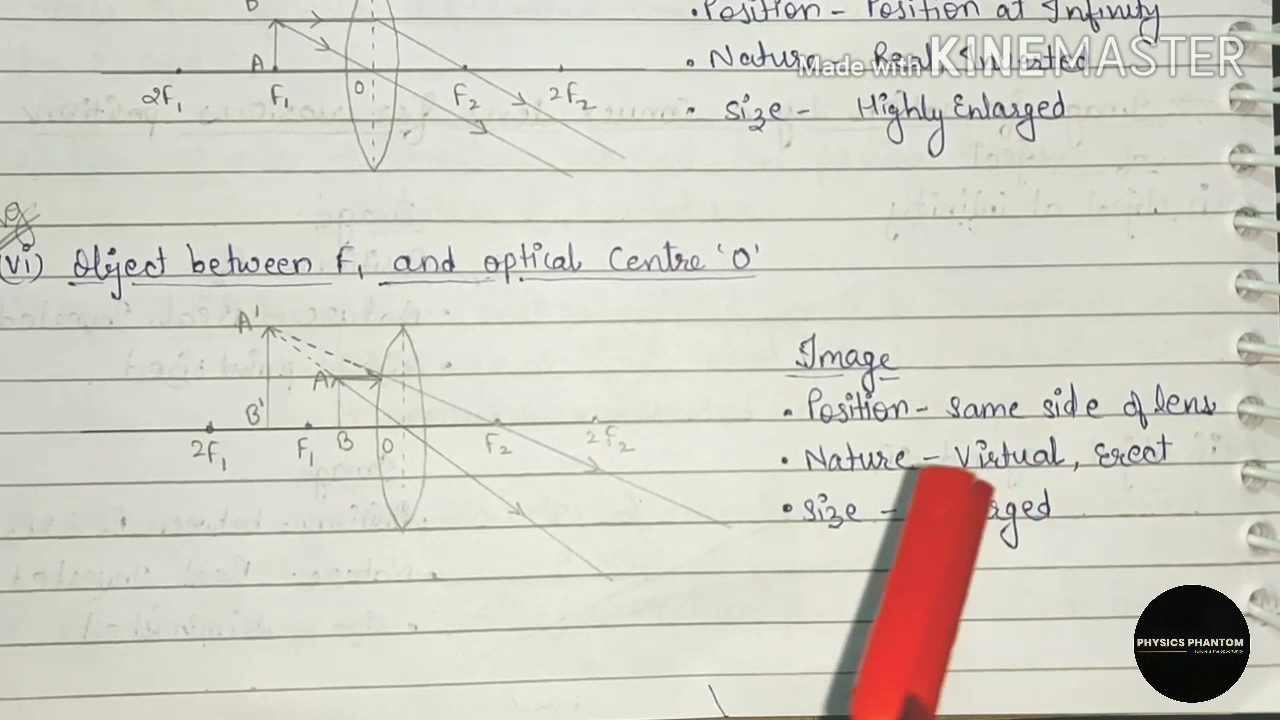 • Position - Position at Infinity
• Nature - Real, Inverted
Made with KINEMASTER
A
O
2F₁ F₁ F₂ 2F₂
• Size - Highly Enlarged
(vi) Object between F₁ and optical Centre 'O'
A'
A
B'
2F₁ F₁ B O F₂ 2F₂
Image
• Position - same side of lens
• Nature - Virtual, Erect
• Size -
PHYSICS PHANTOM